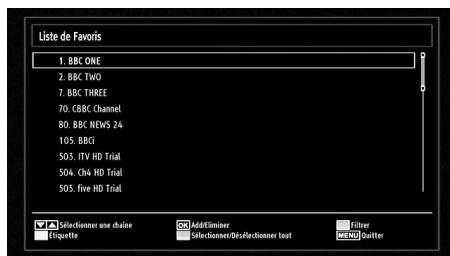 Liste de Favoris
1. BBC ONE
2. BBC TWO
7. BBC THREE
70. CBBC Channel
80. BBC NEWS 24
105. BBCi
503. ITV HD Trial
504. Ch4 HD Trial
505. five HD Trial
Sélectionner une chaine
OK Add/Eliminer
Filtrer
Etiquette
Sélectionner/Désélectionner tout
MENU Quitter